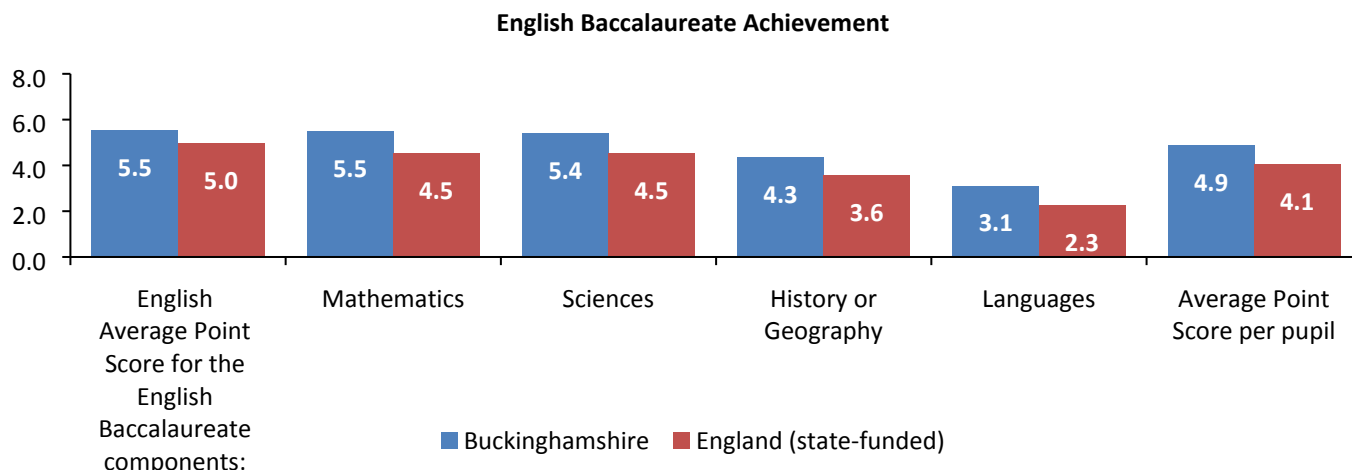 English Baccalaureate Achievement
8.0
6.0
4.0
2.0
0.0
5.5
5.0
5.5
4.5
5.4
4.5
4.3
3.6
3.1
2.3
4.9
4.1
English
Average Point
Score for the
English
Baccalaureate
components:
Mathematics
Sciences
History or
Geography
Languages
Average Point
Score per pupil
Buckinghamshire
England (state-funded)